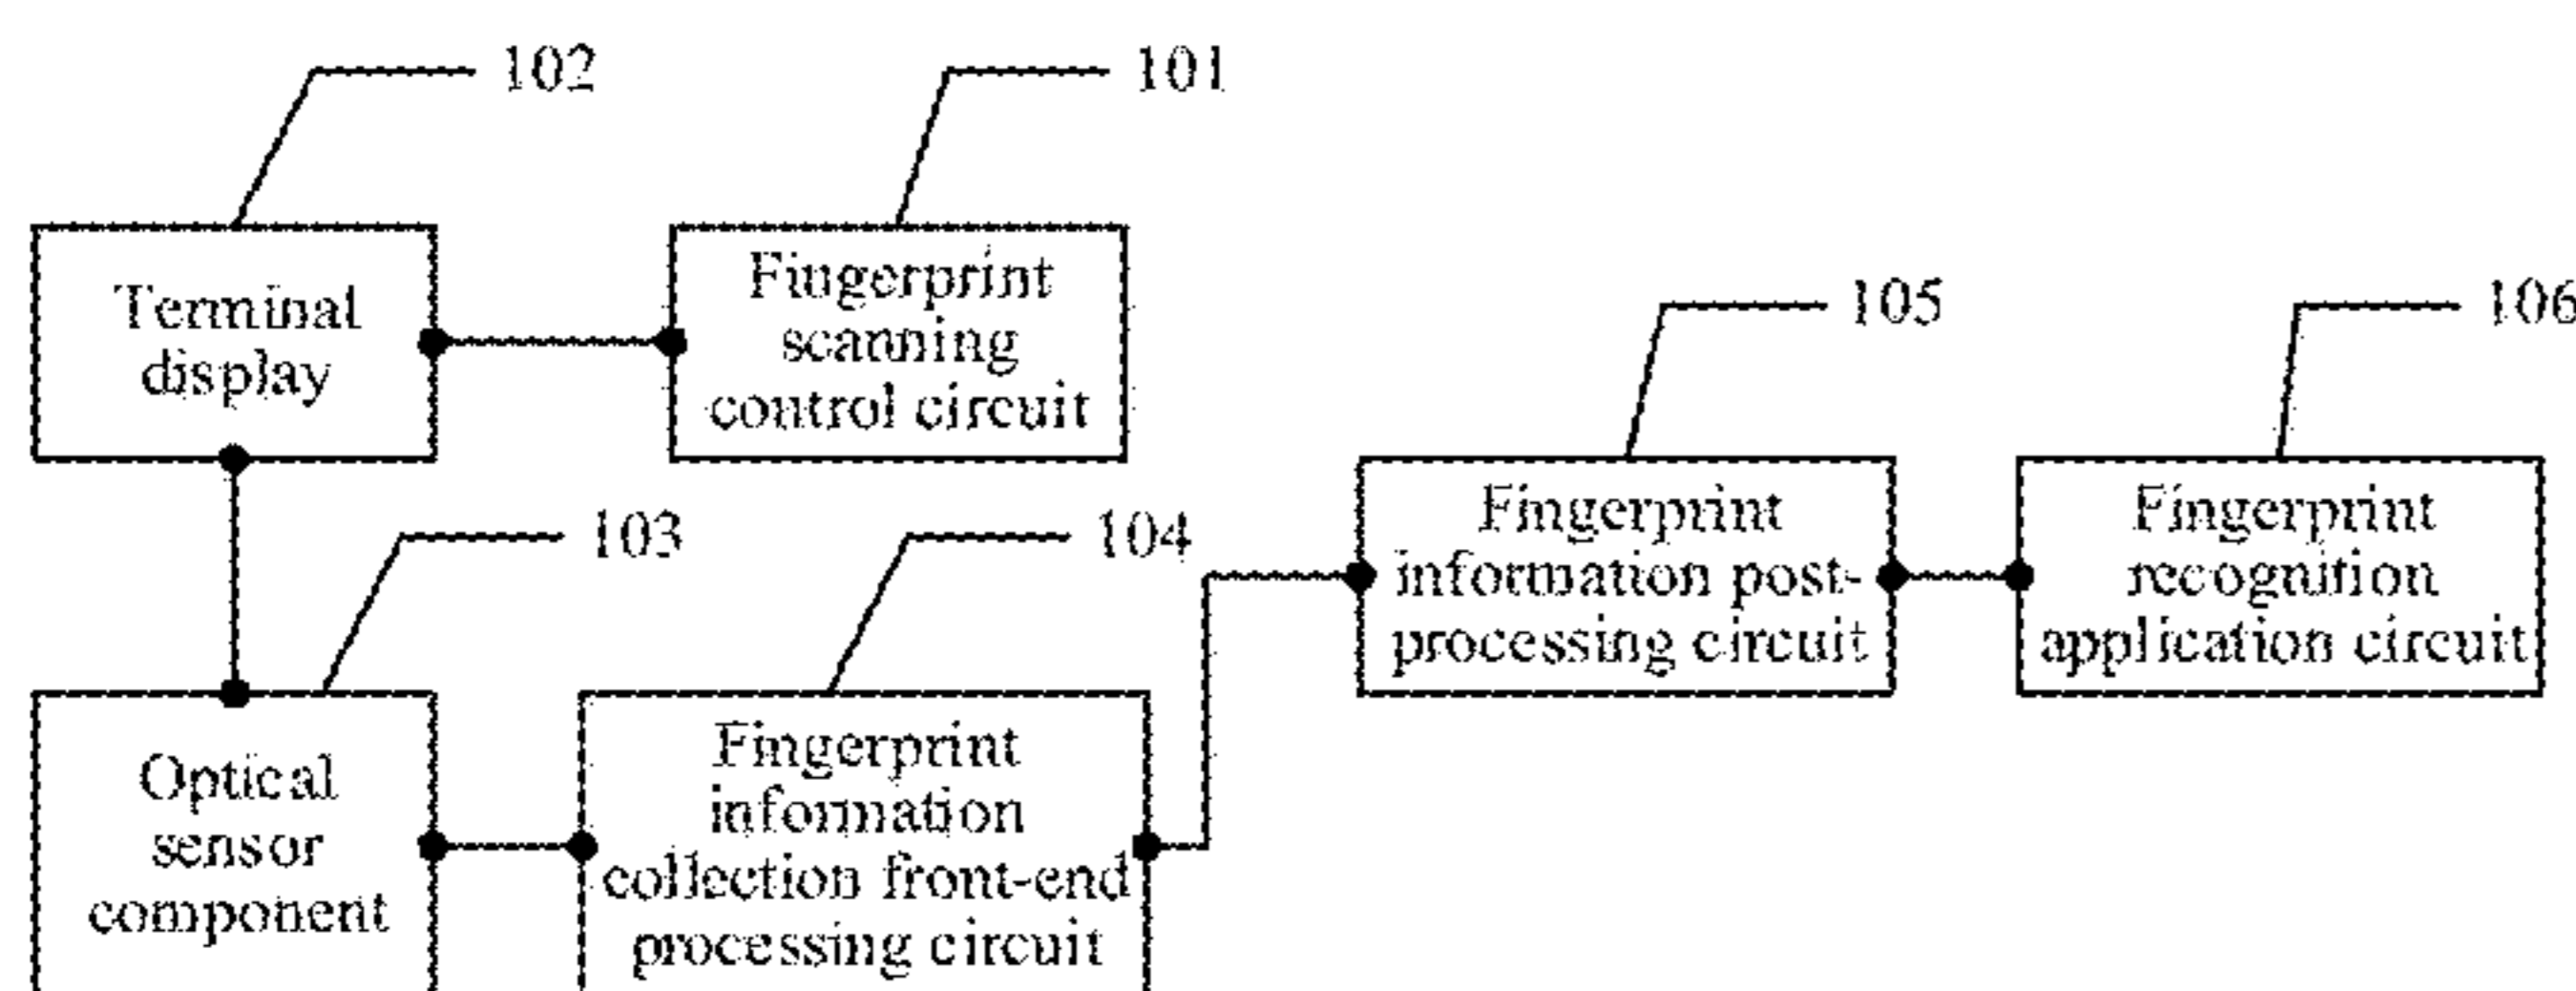 102
101
Terminal
display
Fingerprint
scanning
control circuit
105
106
Fingerprint
information post-
processing circuit
Fingerprint
recognition
application circuit
103
104
Optical
sensor
component
Fingerprint
information
collection front-end
processing circuit